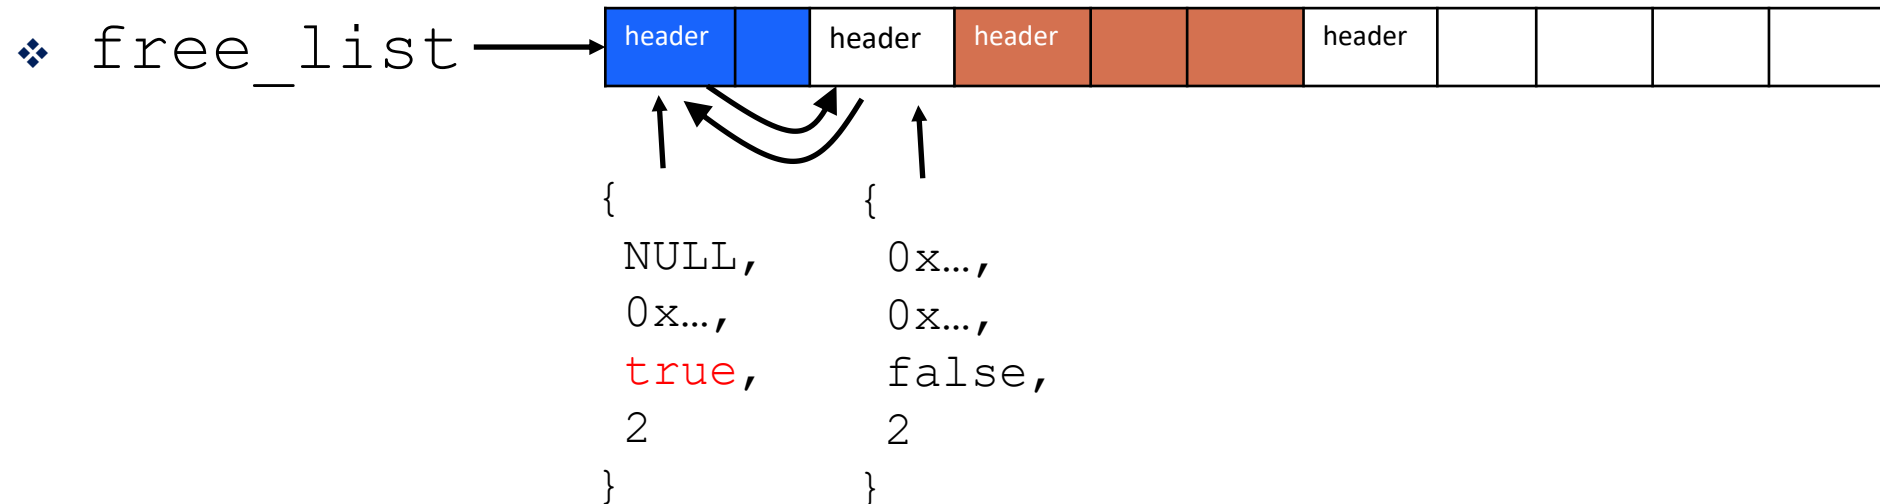 ❖ free_list
header header header header
{
NULL,
0x…,
true,
2
}
{
0x…,
0x…,
false,
2
}